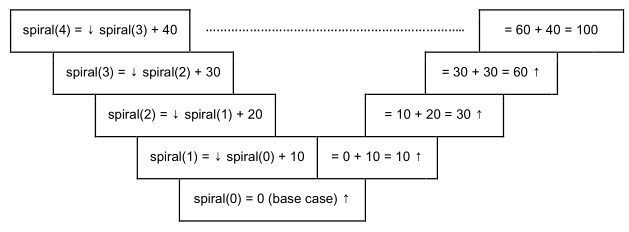 spiral(4) = ↓ spiral(3) + 40 = 60 + 40 = 100
spiral(3) = ↓ spiral(2) + 30 = 30 + 30 = 60 ↑
spiral(2) = ↓ spiral(1) + 20 = 10 + 20 = 30 ↑
spiral(1) = ↓ spiral(0) + 10 = 0 + 10 = 10 ↑
spiral(0) = 0 (base case) ↑